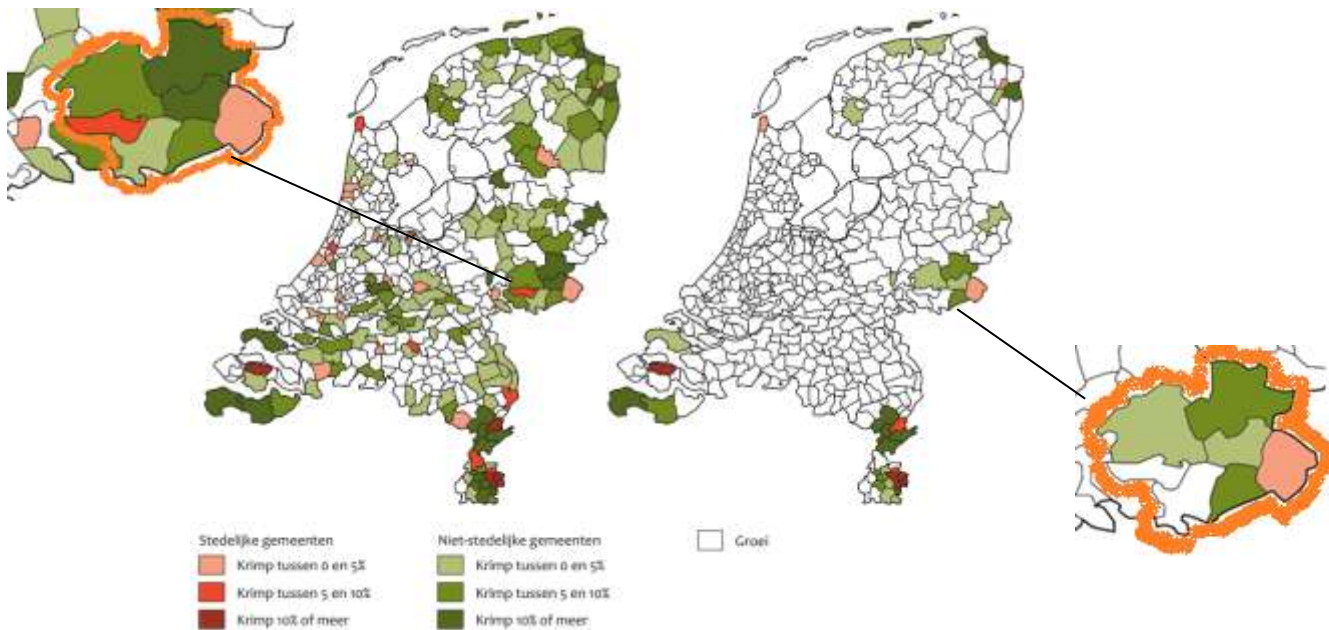 Stedelijke gemeenten
Krimp tussen 0 en 5%
Krimp tussen 5 en 10%
Krimp 10% of meer
Niet-stedelijke gemeenten
Krimp tussen 0 en 5%
Krimp tussen 5 en 10%
Krimp 10% of meer
Groei